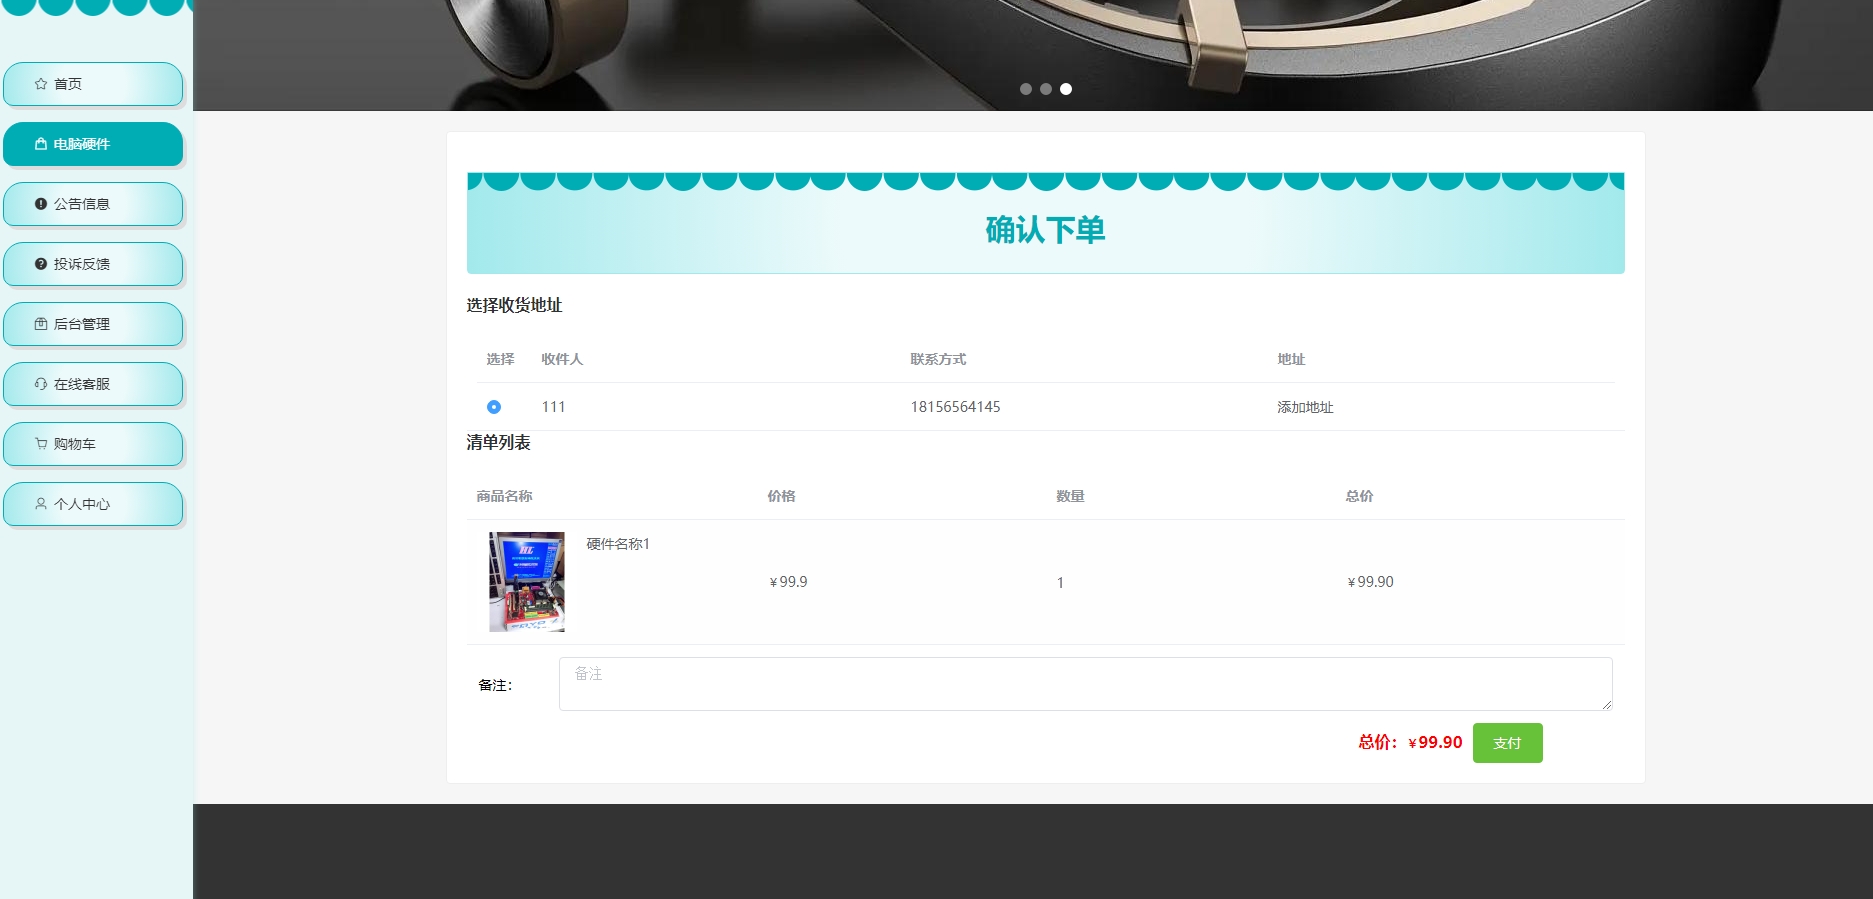 首页
电脑硬件
公告信息
投诉反馈
后台管理
在线客服
购物车
个人中心
确认下单
选择收货地址
选择 收件人 联系方式 地址
111 18156564145 添加地址
清单列表
商品名称 价格 数量 总价
硬件名称1
￥99.9 1 ￥99.90
备注
备注：
总价：￥99.90 支付